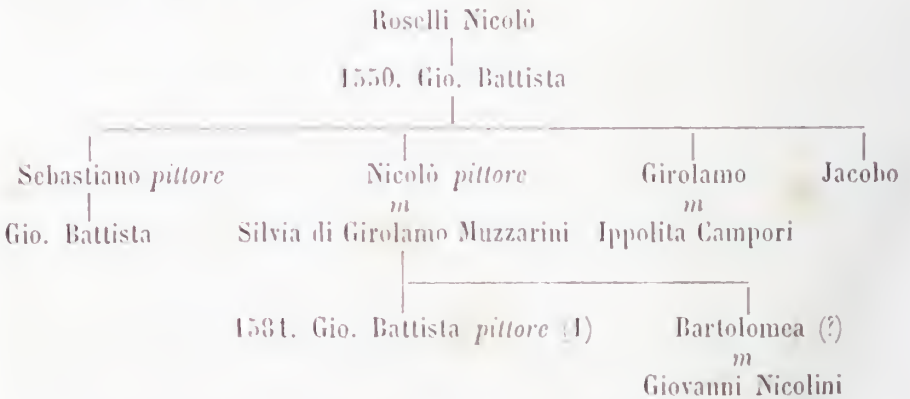 Roselli Nicolò
1550. Gio. Battista
Sebastiano pittore Nicolò pittore Girolamo Jacobo
m m
Gio. Battista Silvia di Girolamo Muzzarini Ippolita Campori
1581. Gio. Battista pittore (1) Bartolomea (?)
m
Giovanni Nicolini